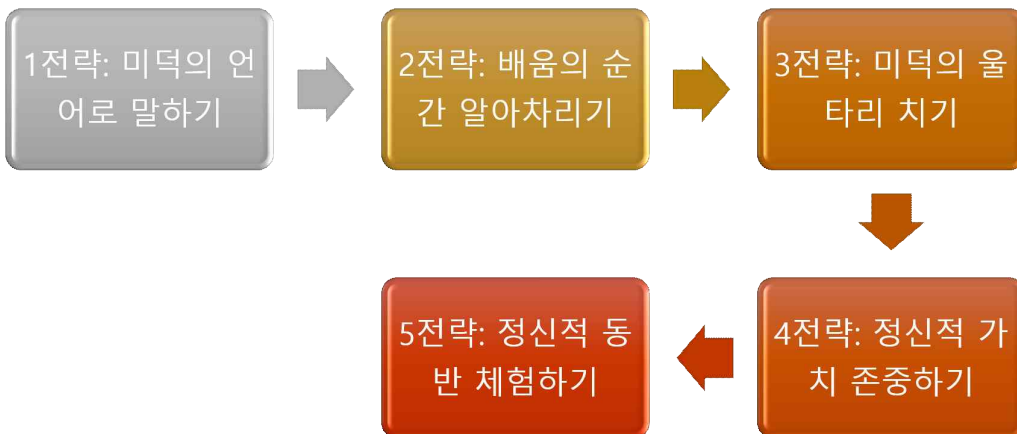 1전략: 미덕의 언
어로 말하기
2전략: 배움의 순
간 알아차리기
3전략: 미덕의 울
타리 치기
4전략: 정신적 가
치 존중하기
5전략: 정신적 동
반 체험하기